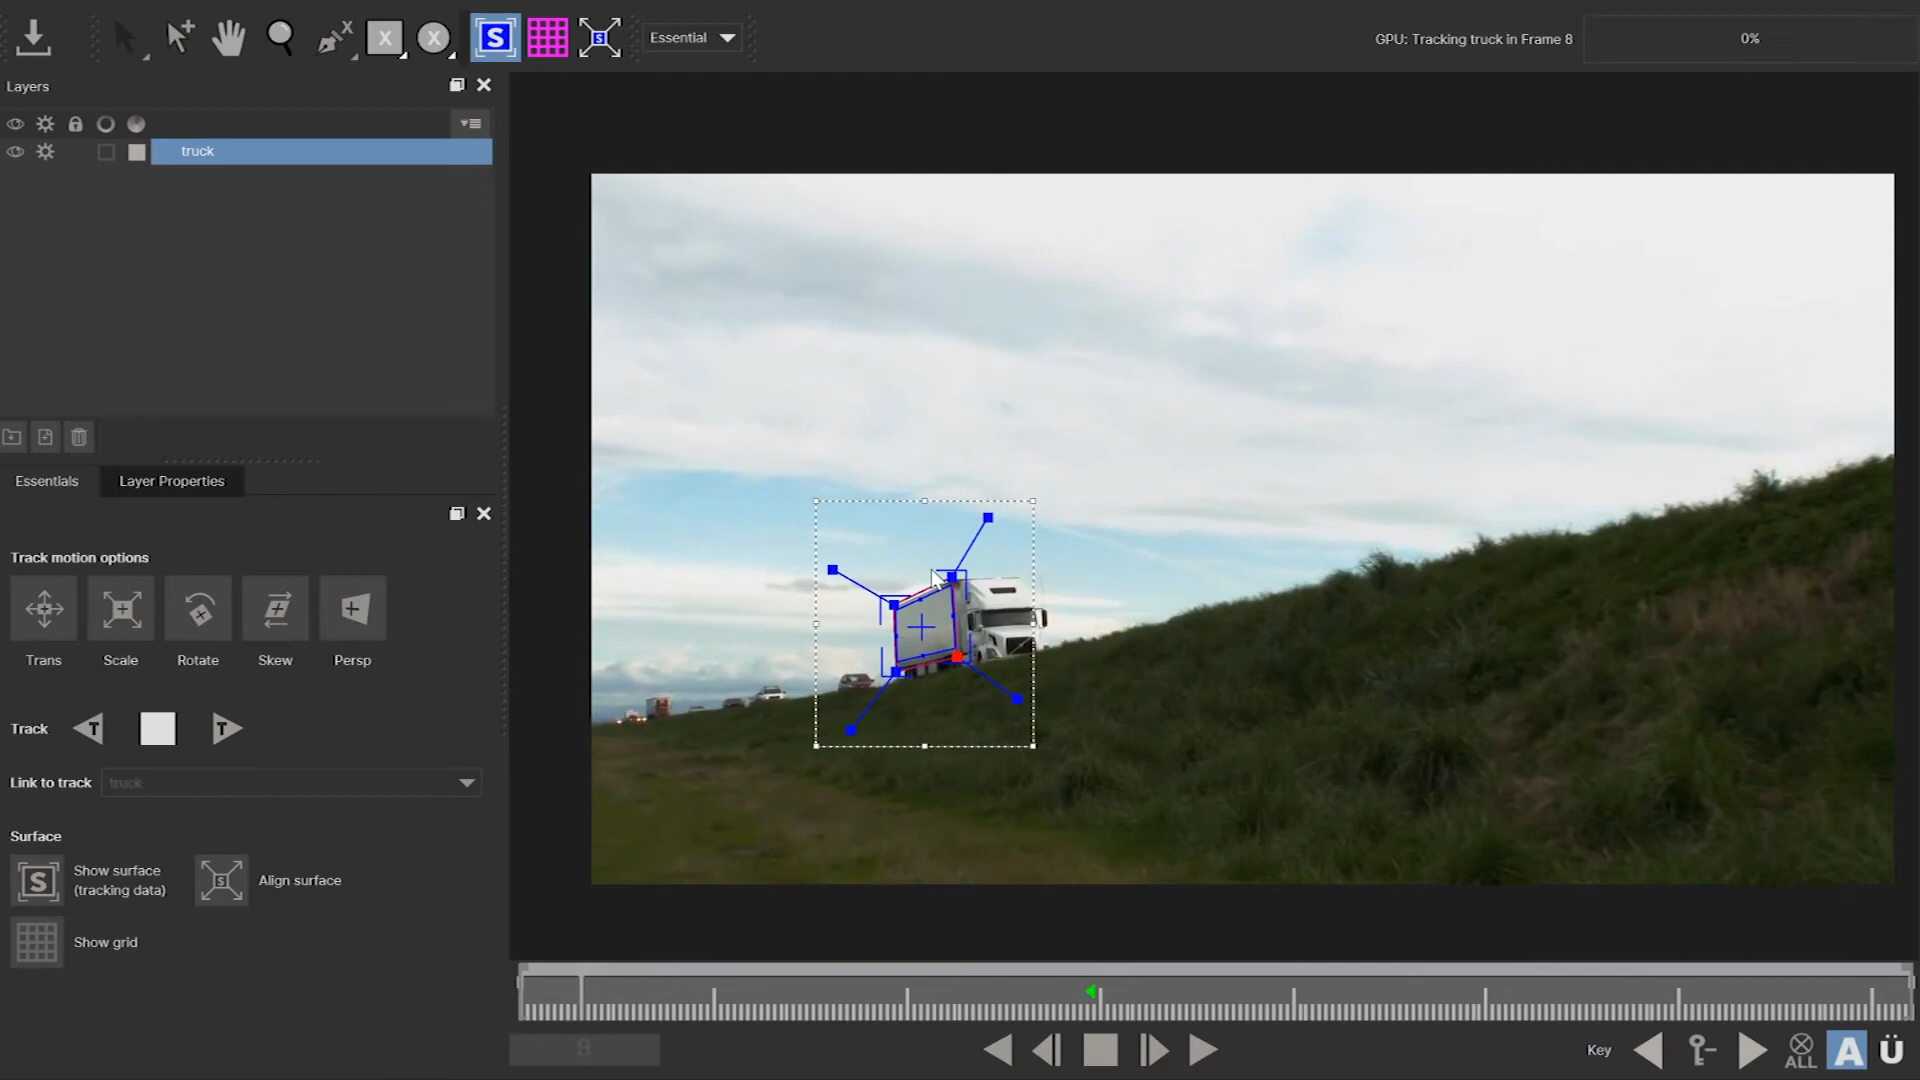 X
X
X
S
S
Essential
GPU: Tracking truck in Frame 8
0%
Layers
truck
Essentials
Layer Properties
Track motion options
Trans
Scale
Rotate
Skew
Persp
Track
T
T
Link to track
truck
Surface
S
Show surface
(tracking data)
S
Align surface
Show grid
Key
ALL
A
Ü